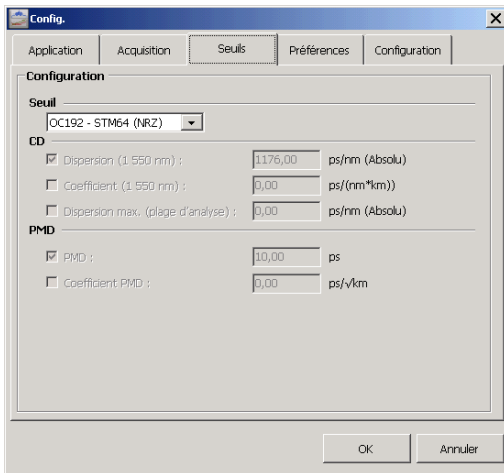 Config.
Application Acquisition Seuils Préférences Configuration
Configuration
Seuil
OC192 - STM64 (NRZ)
CD
Dispersion (1 550 nm) : 1176,00 ps/nm (Absolu)
Coefficient (1 550 nm) : 0,00 ps/(nm*km))
Dispersion max. (plage d'analyse) : 0,00 ps/nm (Absolu)
PMD
PMD : 10,00 ps
Coefficient PMD : 0,00 ps/√km
OK Annuler